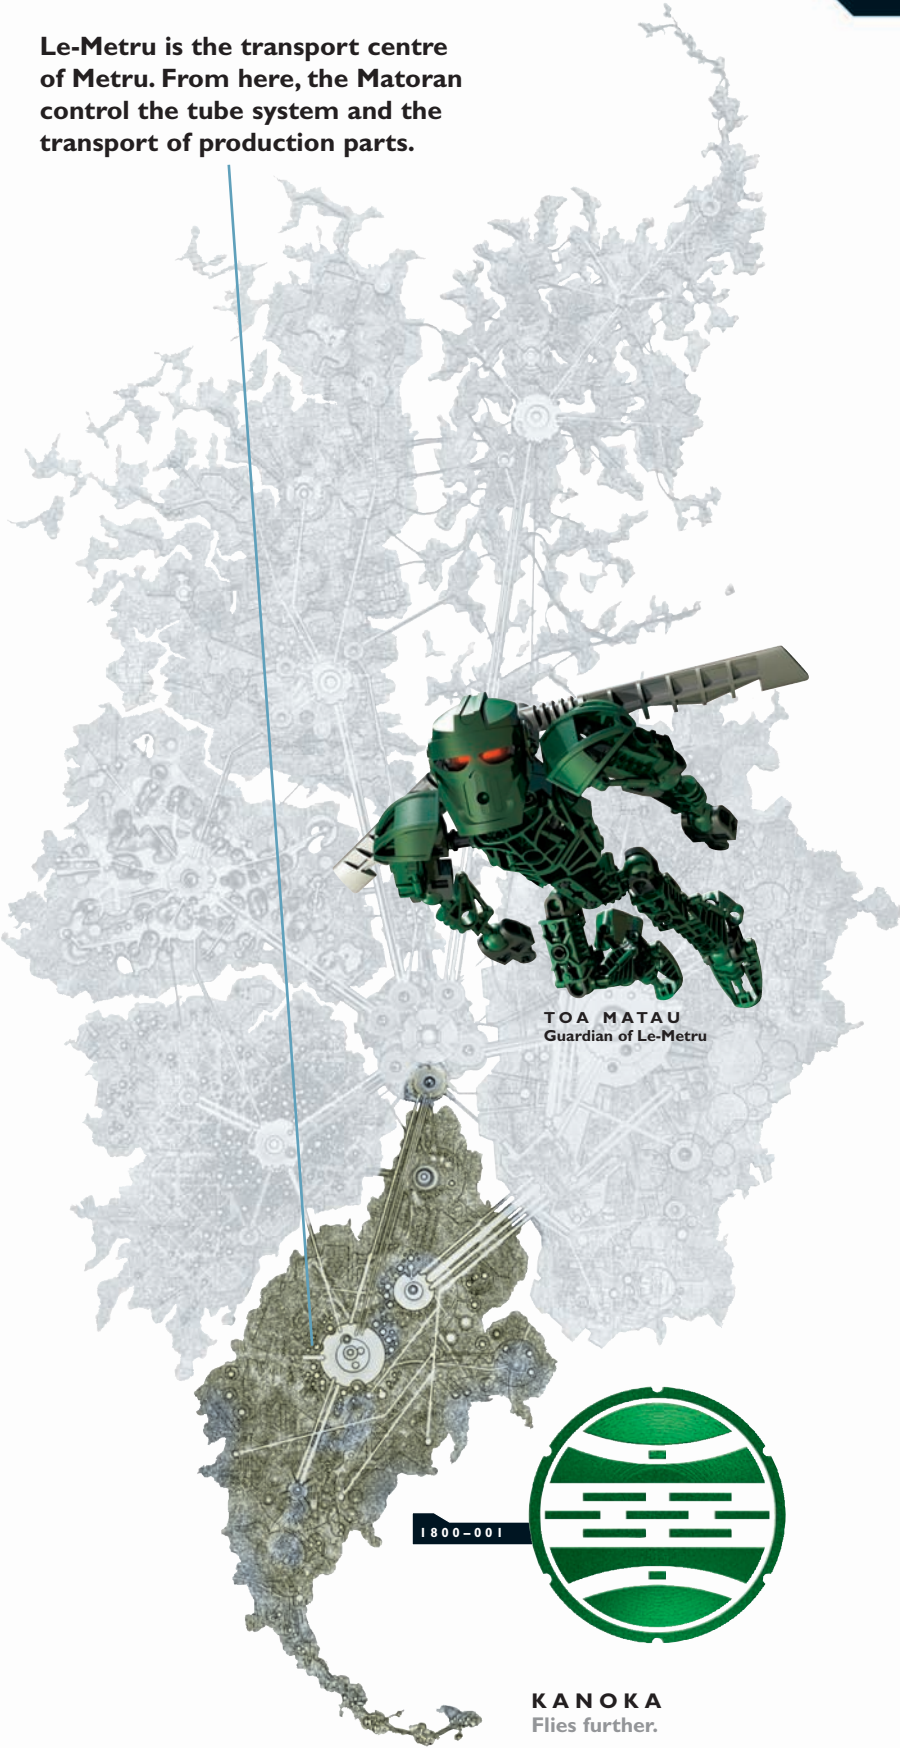 Le-Metru is the transport centre
of Metru. From here, the Matoran
control the tube system and the
transport of production parts.
TOA MATAU
Guardian of Le-Metru
1800–001
KANOKA
Flies further.